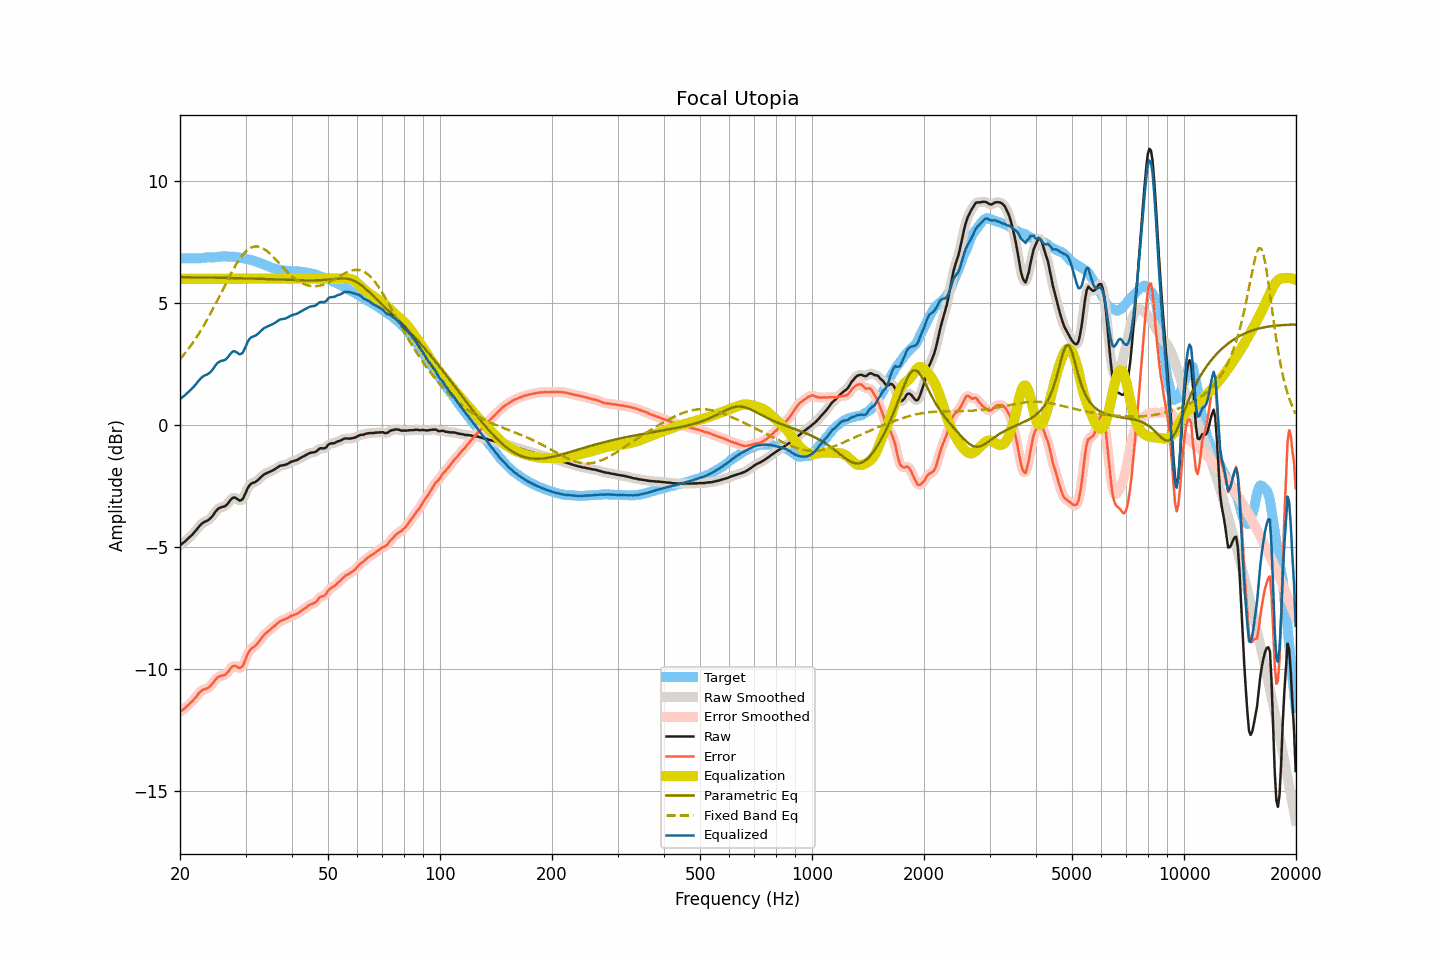 Focal Utopia
10
5
0
−5
−10
−15
Amplitude (dBr)
Target
Raw Smoothed
Error Smoothed
Raw
Error
Equalization
Parametric Eq
Fixed Band Eq
Equalized
20 50 100 200 500 1000 2000 5000 10000 20000
Frequency (Hz)